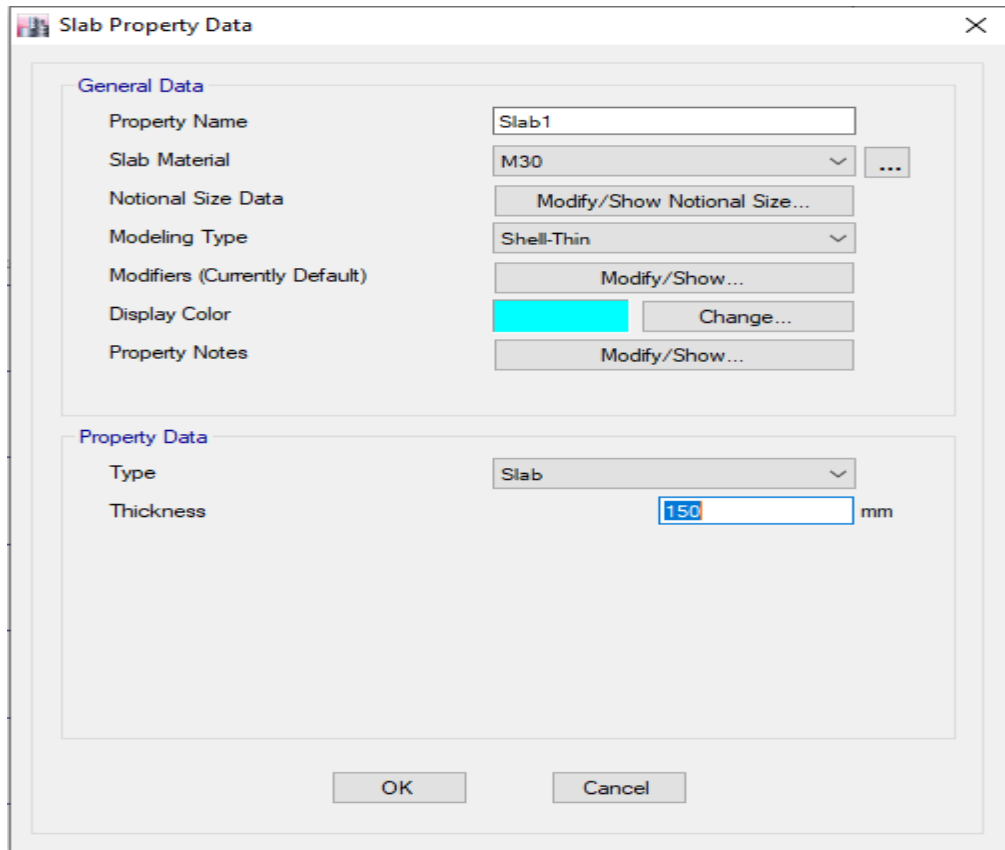 Slab Property Data
General Data
Property Name Slab1
Slab Material M30 ...
Notional Size Data Modify/Show Notional Size...
Modeling Type Shell-Thin
Modifiers (Currently Default) Modify/Show...
Display Color Change...
Property Notes Modify/Show...
Property Data
Type Slab
Thickness 150 mm
OK Cancel